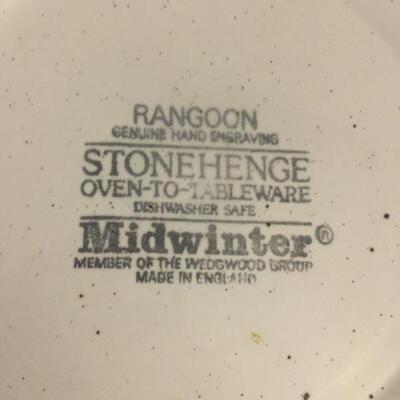 RANGOON
GENUINE HAND ENGRAVING
STONEHENGE
OVEN-TO-TABLEWARE
DISHWASHER SAFE
Midwinter®
MEMBER OF THE WEDGWOOD GROUP
MADE IN ENGLAND